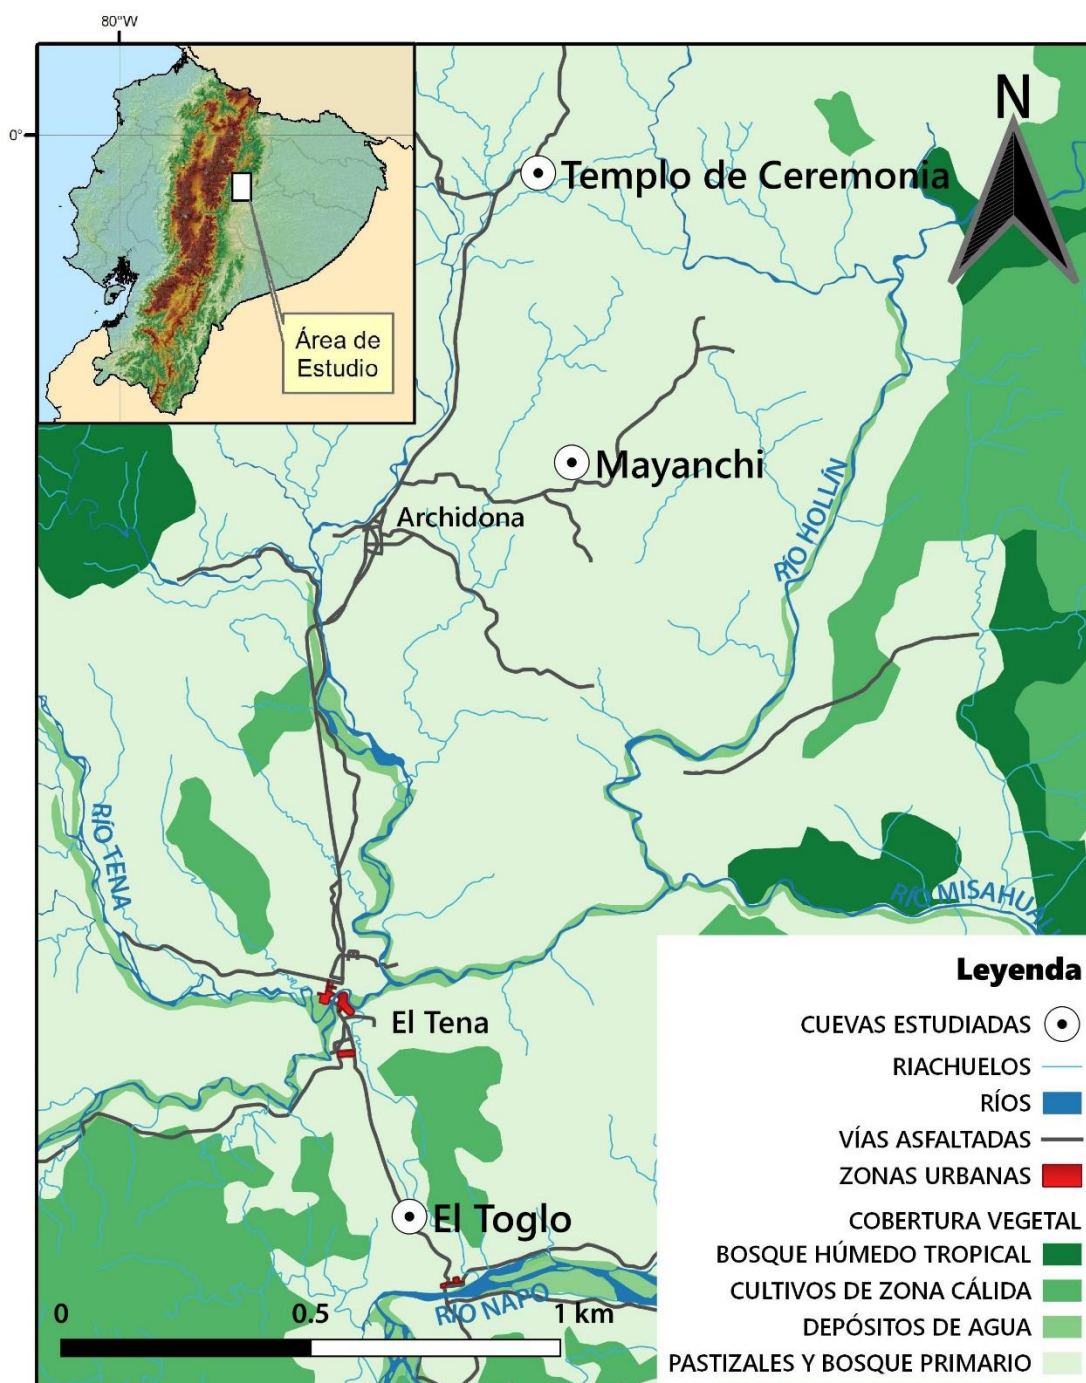 80°W
0°
Área de
Estudio
N
Templo de Ceremonia
Mayanchi
Archidona
RÍO HOLLÍN
RÍO TENA
RÍO MISAHUALL
El Tena
El Toglo
RÍO NAPO
0 0.5 1 km
Leyenda
CUEVAS ESTUDIADAS
RIACHUELOS
RÍOS
VÍAS ASFALTADAS
ZONAS URBANAS
COBERTURA VEGETAL
BOSQUE HÚMEDO TROPICAL
CULTIVOS DE ZONA CÁLIDA
DEPÓSITOS DE AGUA
PASTIZALES Y BOSQUE PRIMARIO